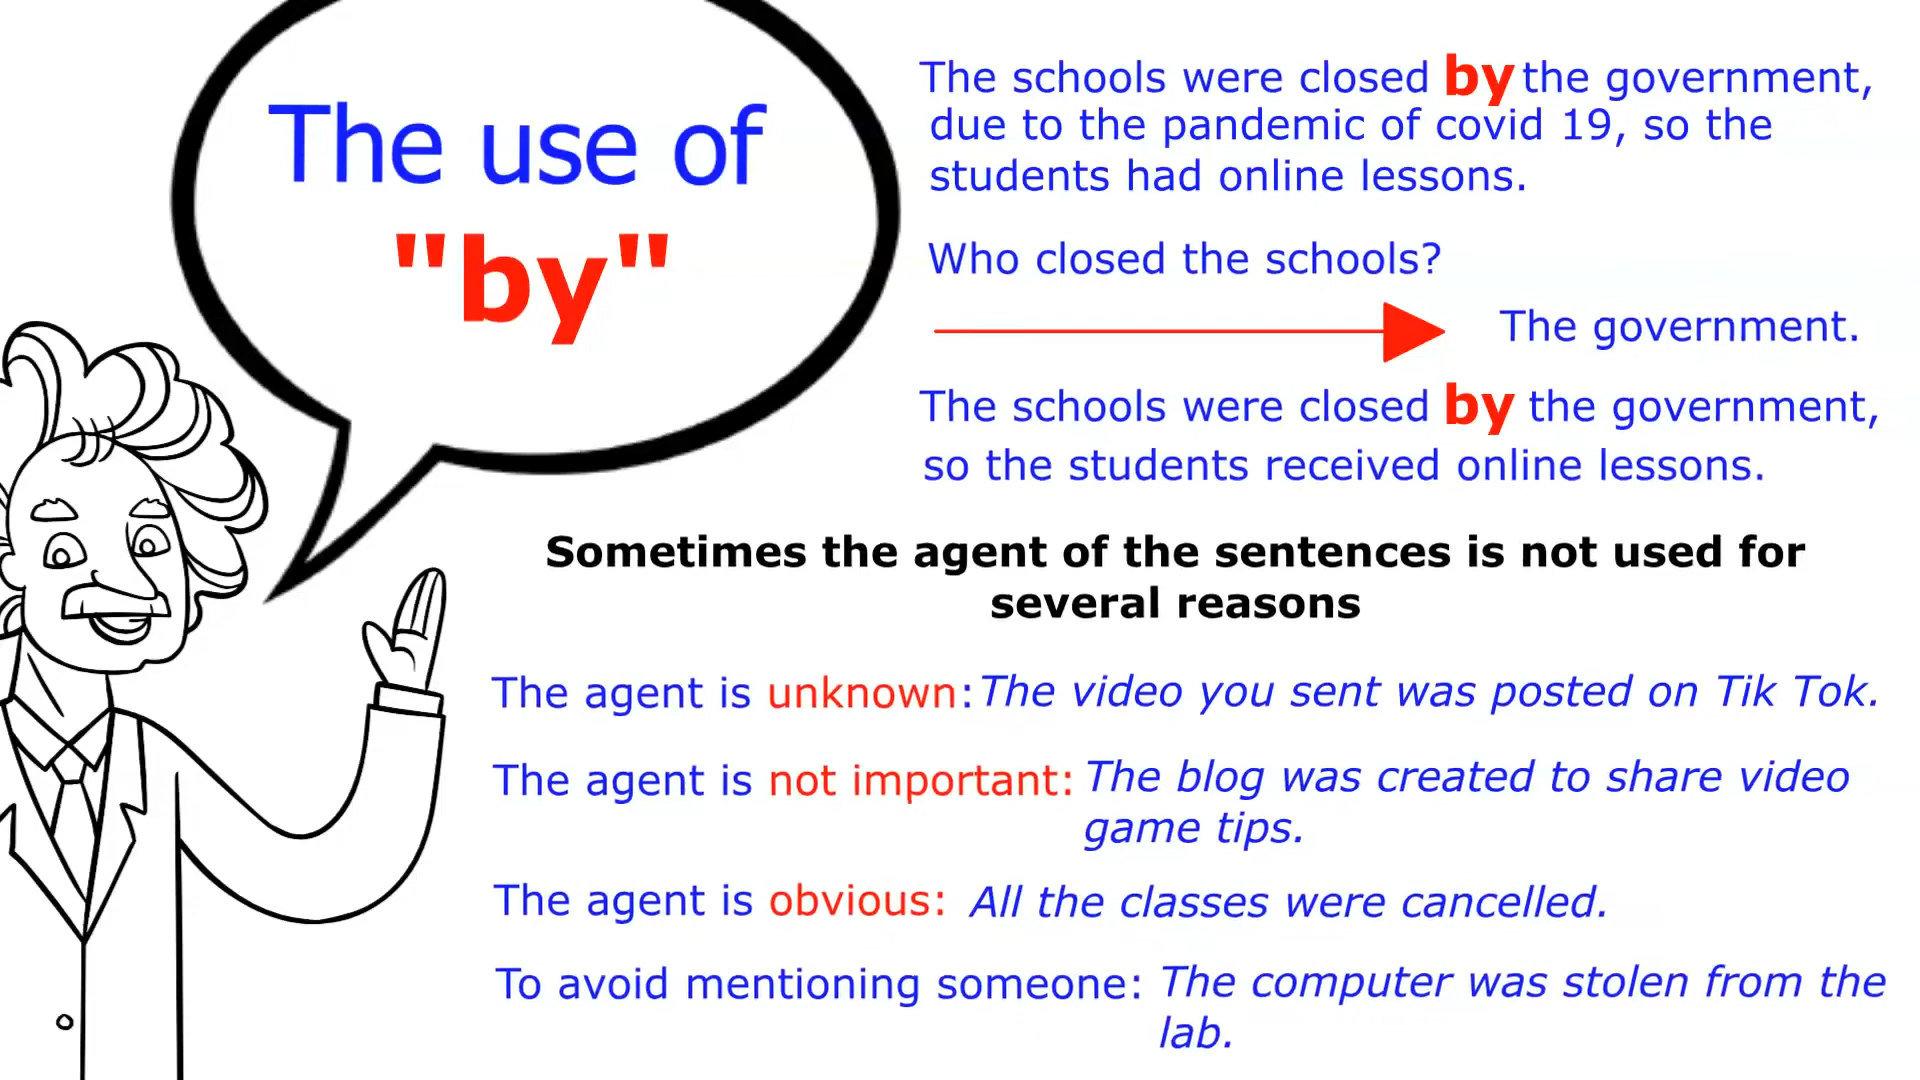 The use of
"by"
The schools were closed by the government,
due to the pandemic of covid 19, so the
students had online lessons.
Who closed the schools?
The government.
The schools were closed by the government,
so the students received online lessons.
Sometimes the agent of the sentences is not used for
several reasons
The agent is unknown: The video you sent was posted on Tik Tok.
The agent is not important: The blog was created to share video
game tips.
The agent is obvious: All the classes were cancelled.
To avoid mentioning someone: The computer was stolen from the
lab.